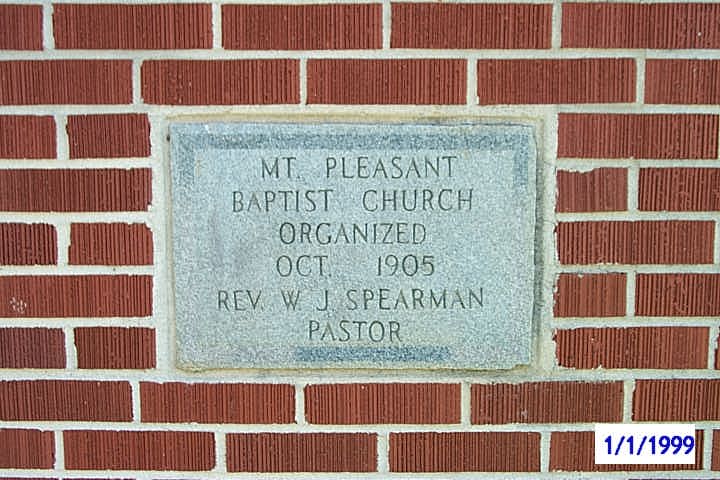 MT. PLEASANT
BAPTIST CHURCH
ORGANIZED
OCT. 1905
REV. W. J. SPEARMAN
PASTOR
1/1/1999